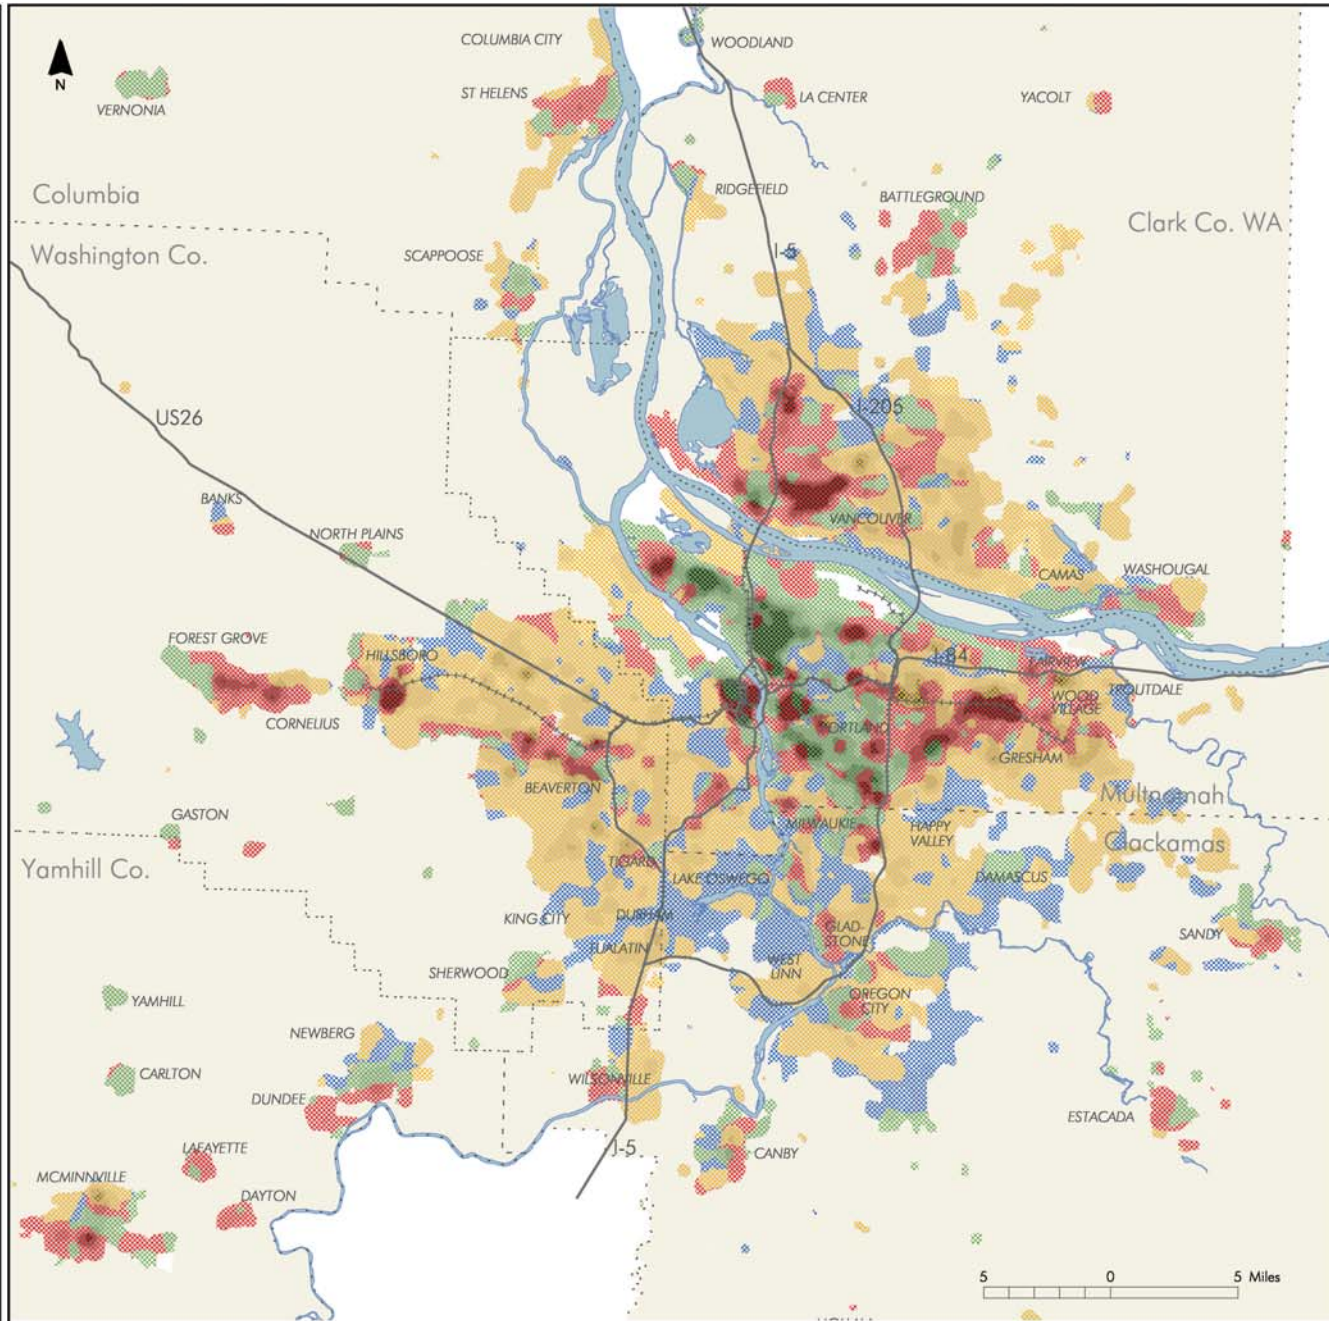 COLUMBIA CITY
WOODLAND
N
VERNONIA
ST HELENS
LA CENTER
YACOLT
Columbia
RIDGEFIELD
BATTLEGROUND
Clark Co. WA
Washington Co.
SCAPPOOSE
I-5
US26
I-205
BANKS
NORTH PLAINS
VANCOUVER
CAMAS
WASHOUGAL
FOREST GROVE
HILLSBORO
I-84
FAIRVIEW
CORNELIUS
WOOD
VILLAGE
TROUTDALE
PORTLAND
GRESHAM
BEAVERTON
Multnomah
GASTON
MILWAUKIE
HAPPY
VALLEY
Clackamas
Yamhill Co.
TIGARD
LAKE OSWEGO
DAMASCUS
KING CITY
DURHAM
GLAD-
STONE
SANDY
TUALATIN
WEST
LINN
SHERWOOD
YAMHILL
OREGON
CITY
NEWBERG
CARLTON
WILSONVILLE
DUNDEE
ESTACADA
LAFAYETTE
I-5
CANBY
MCMINNVILLE
DAYTON
5 0 5 Miles